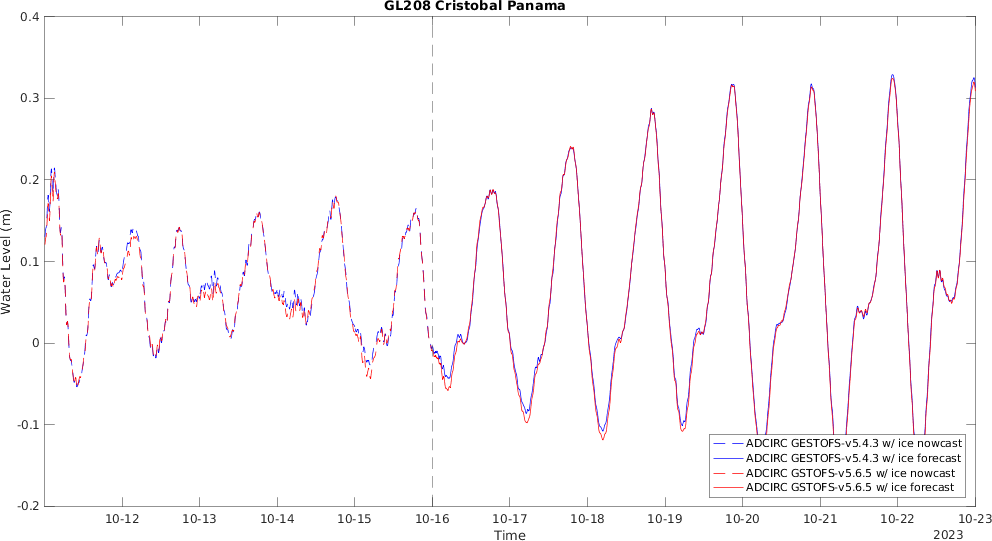 GL208 Cristobal Panama
0.4
0.3
0.2
0.1
0
-0.1
-0.2
Water Level (m)
ADCIRC GESTOFS-v5.4.3 w/ ice nowcast
ADCIRC GESTOFS-v5.4.3 w/ ice forecast
ADCIRC GSTOFS-v5.6.5 w/ ice nowcast
ADCIRC GSTOFS-v5.6.5 w/ ice forecast
10-12 10-13 10-14 10-15 10-16 10-17 10-18 10-19 10-20 10-21 10-22 10-23
Time
2023